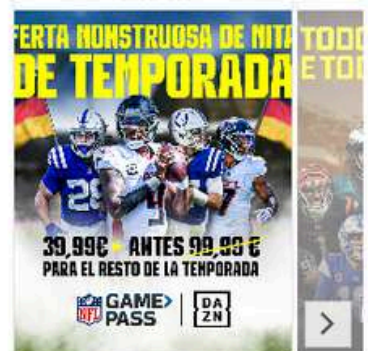 FERTA MONSTRUOSA DE MITA
DE TEMPORADA
39,99€ ANTES 99,99 €
PARA EL RESTO DE LA TEMPORADA
NFL GAME PASS DAZN
TODO
E TOD